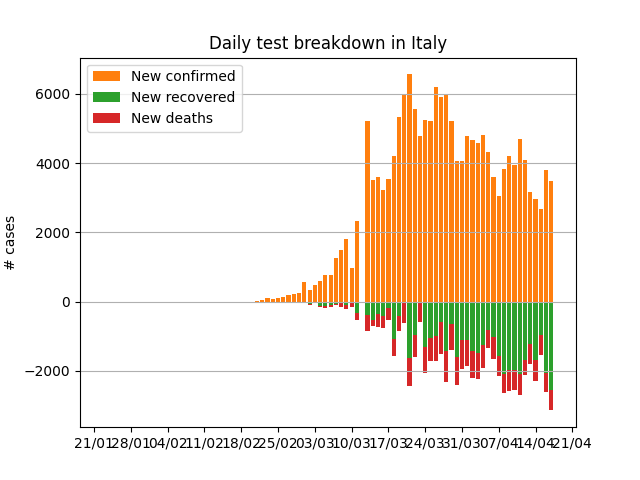 Daily test breakdown in Italy
New confirmed
New recovered
New deaths
# cases
6000
4000
2000
0
−2000
21/01 28/01 04/02 11/02 18/02 25/02 03/03 10/03 17/03 24/03 31/03 07/04 14/04 21/04